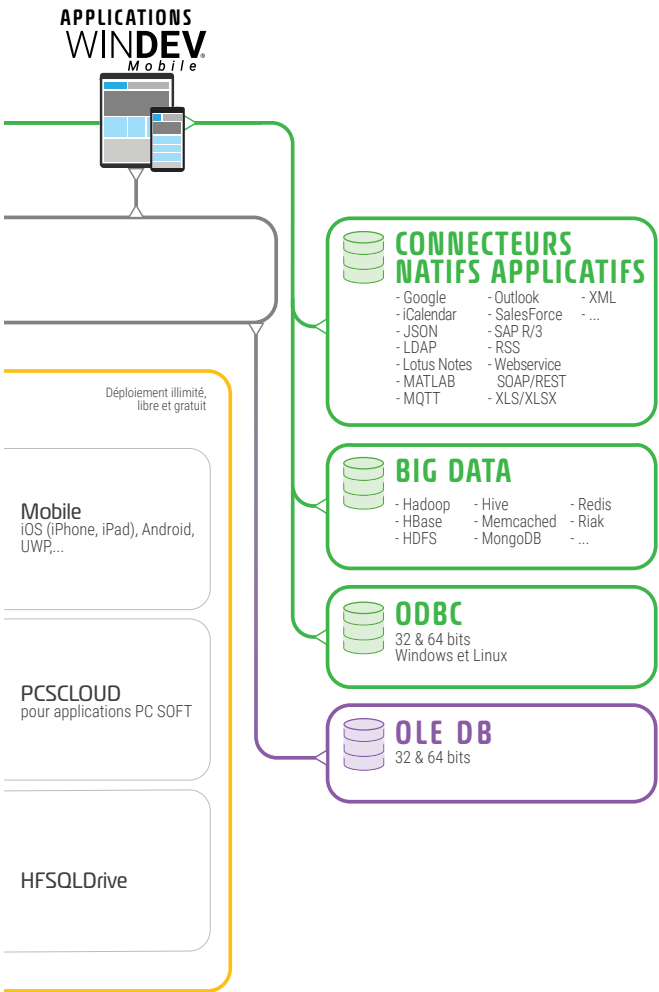 APPLICATIONS
WINDEV
Mobile
CONNECTEURS
NATIFS APPLICATIFS
- Google
- iCalendar
- JSON
- LDAP
- Lotus Notes
- MATLAB
- MQTT
- Outlook
- SalesForce
- SAP R/3
- RSS
- Webservice
SOAP/REST
- XLS/XLSX
- XML
- ...
Déploiement illimité,
libre et gratuit
Mobile
iOS (iPhone, iPad), Android,
UWP,...
BIG DATA
- Hadoop
- HBase
- HDFS
- Hive
- Memcached
- MongoDB
- Redis
- Riak
- ...
ODBC
32 & 64 bits
Windows et Linux
PCSCLOUD
pour applications PC SOFT
OLE DB
32 & 64 bits
HFSQLDrive